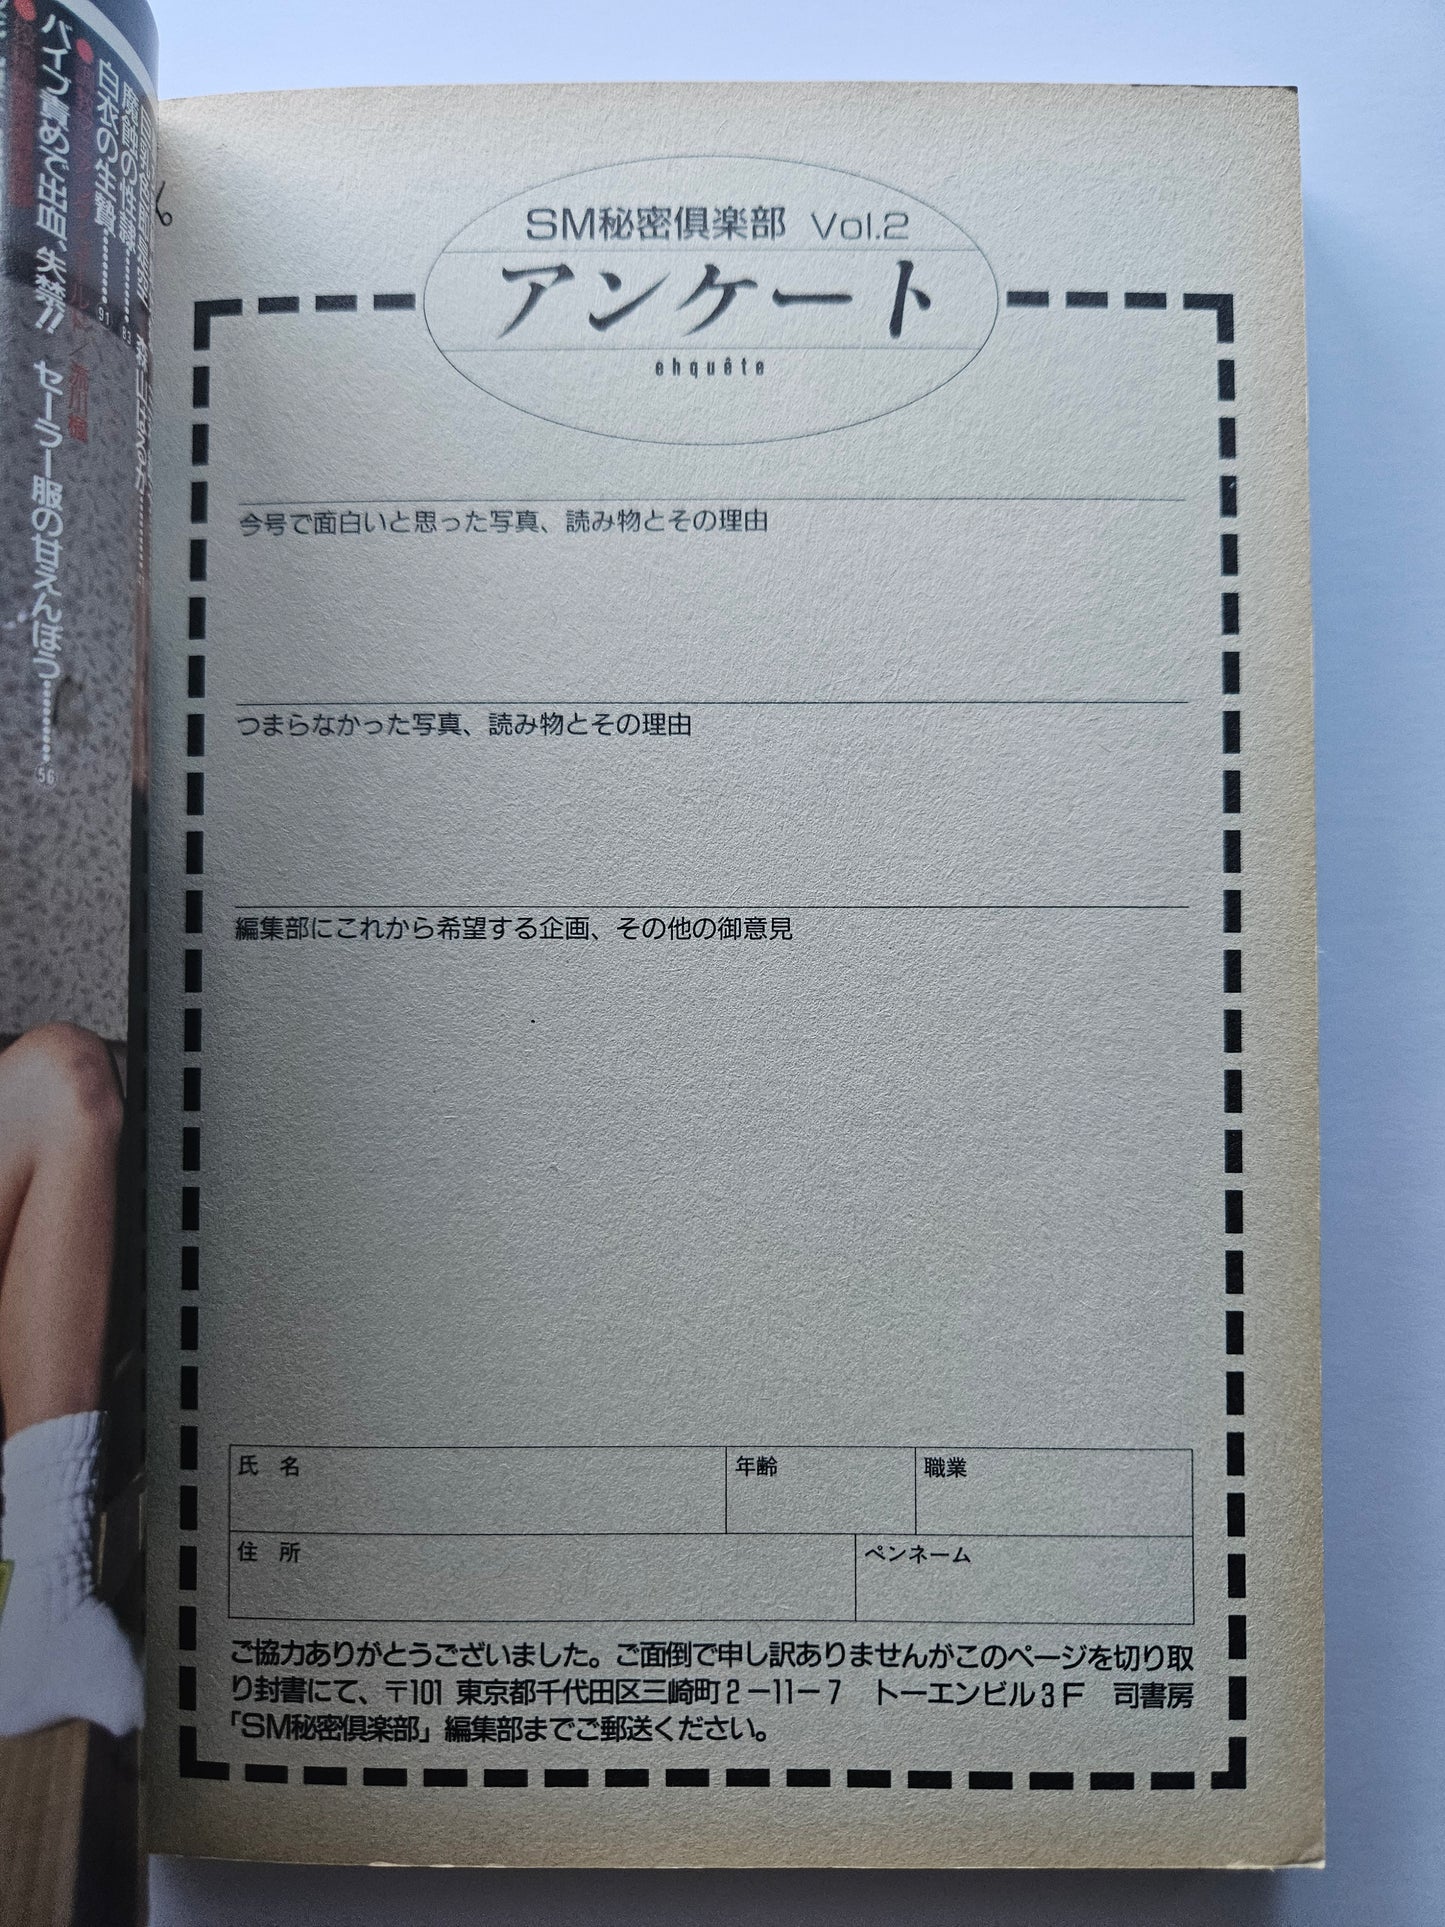 SM秘密倶楽部 Vol.2
アンケート
ehquête
今号で面白いと思った写真、読み物とその理由
つまらなかった写真、読み物とその理由
編集部にこれから希望する企画、その他の御意見
氏 名
年齢
職業
住 所
ペンネーム
ご協力ありがとうございました。ご面倒で申し訳ありませんがこのページを切り取
り封書にて、〒101 東京都千代田区三崎町2-11-7 トーエンビル3F 司書房
「SM秘密倶楽部」編集部までご郵送ください。
白衣の生贄………91
バイブ責めで出血、失禁!! セーラー服の甘えんぼう………56